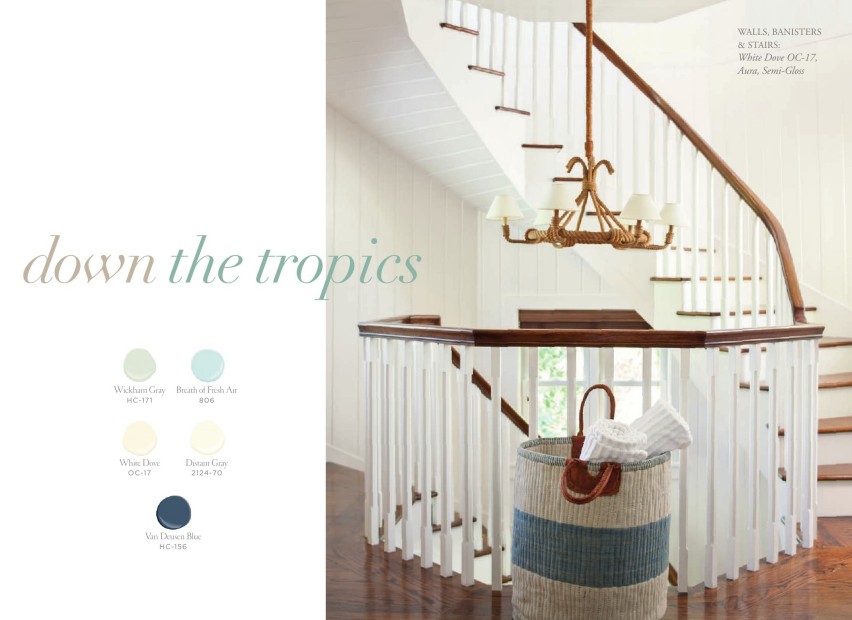 WALLS, BANISTERS
& STAIRS:
White Dove OC-17,
Aura, Semi-Gloss
down the tropics
Wickham Gray
HC-171
Breath of Fresh Air
806
White Dove
OC-17
Distant Gray
2124-70
Van Deusen Blue
HC-156